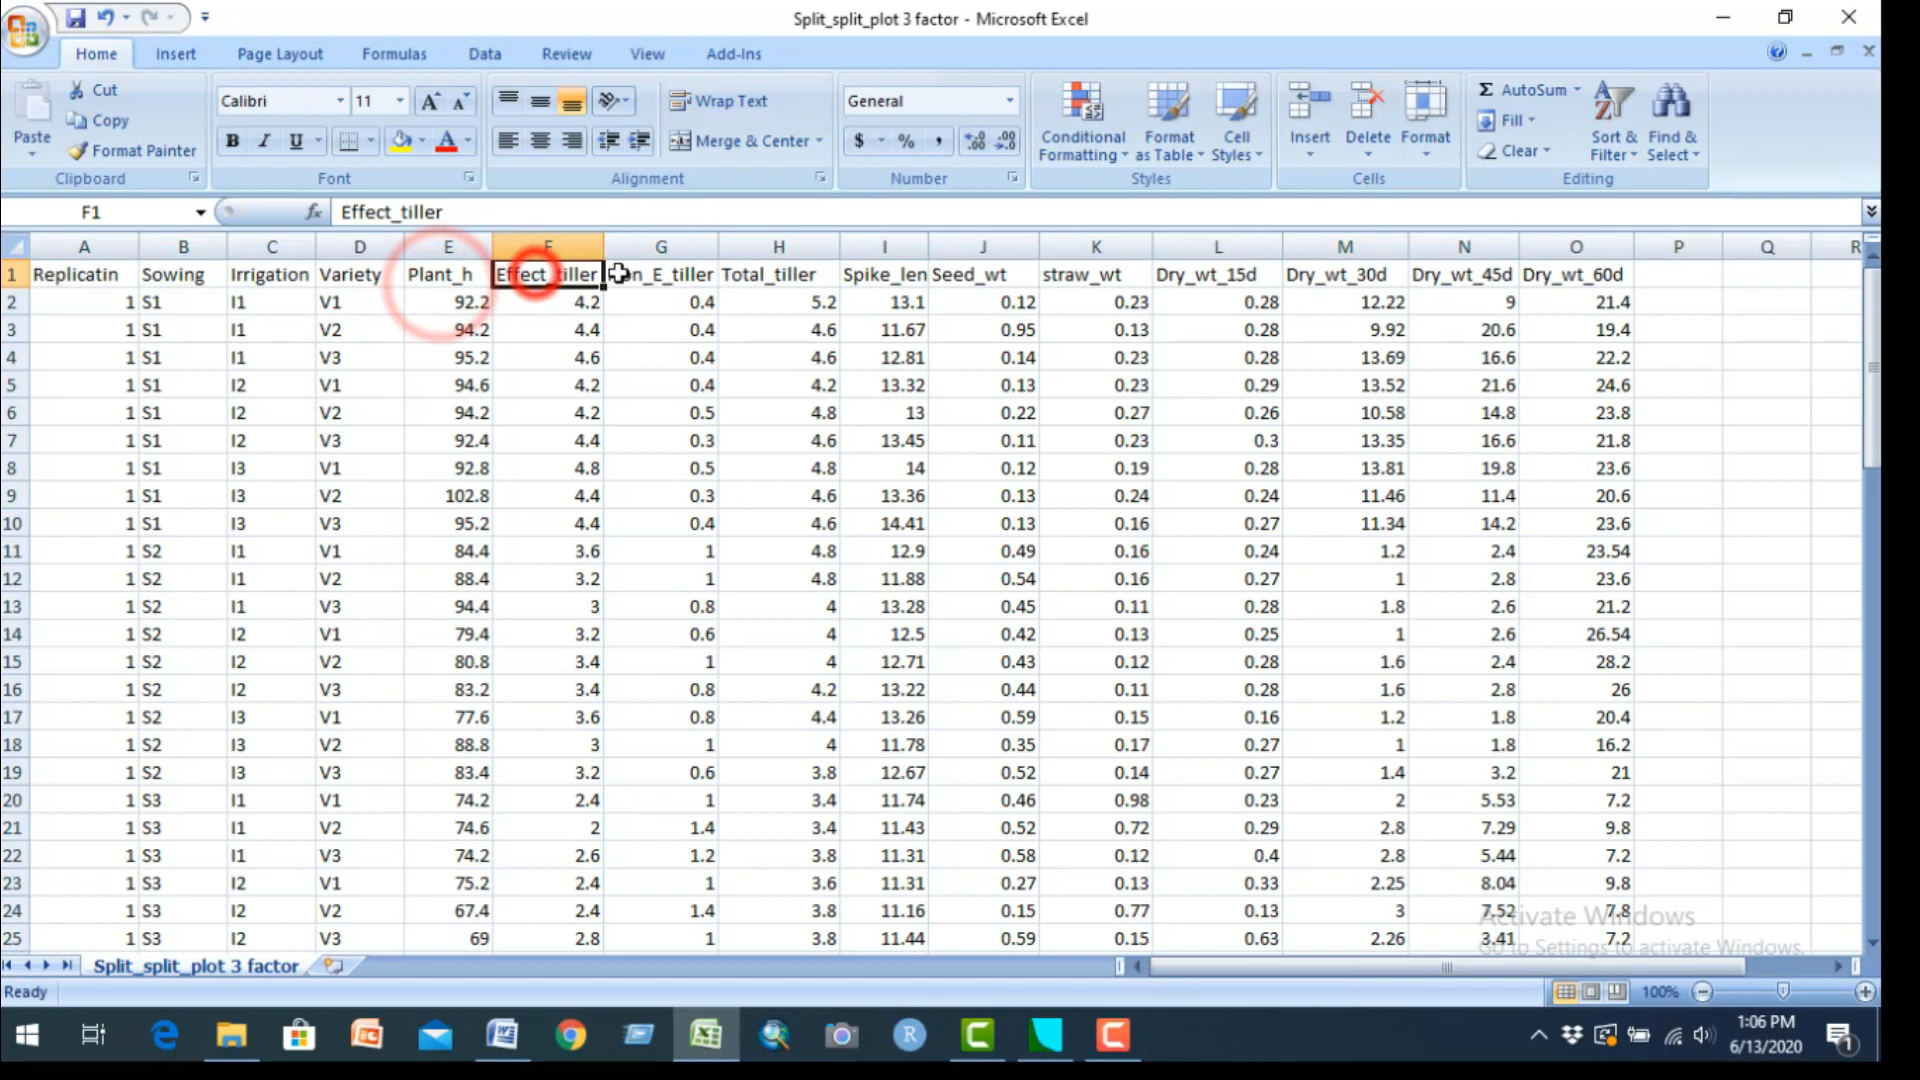 Split_split_plot 3 factor - Microsoft Excel
Home Insert Page Layout Formulas Data Review View Add-Ins
Paste
Cut
Copy
Format Painter
Clipboard
Calibri 11
B I U
Font
Wrap Text
Merge & Center
Alignment
General
$ % ,
Number
Conditional Formatting
Format as Table
Cell Styles
Styles
Insert Delete Format
Cells
Σ AutoSum
Fill
Clear
Sort & Filter
Find & Select
Editing
F1 fx Effect_tiller
A B C D E F G H I J K L M N O P Q R
1 Replicatin Sowing Irrigation Variety Plant_h Effect_tiller n_E_tiller Total_tiller Spike_len Seed_wt straw_wt Dry_wt_15d Dry_wt_30d Dry_wt_45d Dry_wt_60d
2 1 S1 I1 V1 92.2 4.2 0.4 5.2 13.1 0.12 0.23 0.28 12.22 9 21.4
3 1 S1 I1 V2 94.2 4.4 0.4 4.6 11.67 0.95 0.13 0.28 9.92 20.6 19.4
4 1 S1 I1 V3 95.2 4.6 0.4 4.6 12.81 0.14 0.23 0.28 13.69 16.6 22.2
5 1 S1 I2 V1 94.6 4.2 0.4 4.2 13.32 0.13 0.23 0.29 13.52 21.6 24.6
6 1 S1 I2 V2 94.2 4.2 0.5 4.8 13 0.22 0.27 0.26 10.58 14.8 23.8
7 1 S1 I2 V3 92.4 4.4 0.3 4.6 13.45 0.11 0.23 0.3 13.35 16.6 21.8
8 1 S1 I3 V1 92.8 4.8 0.5 4.8 14 0.12 0.19 0.28 13.81 19.8 23.6
9 1 S1 I3 V2 102.8 4.4 0.3 4.6 13.36 0.13 0.24 0.24 11.46 11.4 20.6
10 1 S1 I3 V3 95.2 4.4 0.4 4.6 14.41 0.13 0.16 0.27 11.34 14.2 23.6
11 1 S2 I1 V1 84.4 3.6 1 4.8 12.9 0.49 0.16 0.24 1.2 2.4 23.54
12 1 S2 I1 V2 88.4 3.2 1 4.8 11.88 0.54 0.16 0.27 1 2.8 23.6
13 1 S2 I1 V3 94.4 3 0.8 4 13.28 0.45 0.11 0.28 1.8 2.6 21.2
14 1 S2 I2 V1 79.4 3.2 0.6 4 12.5 0.42 0.13 0.25 1 2.6 26.54
15 1 S2 I2 V2 80.8 3.4 1 4 12.71 0.43 0.12 0.28 1.6 2.4 28.2
16 1 S2 I2 V3 83.2 3.4 0.8 4.2 13.22 0.44 0.11 0.28 1.6 2.8 26
17 1 S2 I3 V1 77.6 3.6 0.8 4.4 13.26 0.59 0.15 0.16 1.2 1.8 20.4
18 1 S2 I3 V2 88.8 3 1 4 11.78 0.35 0.17 0.27 1 1.8 16.2
19 1 S2 I3 V3 83.4 3.2 0.6 3.8 12.67 0.52 0.14 0.27 1.4 3.2 21
20 1 S3 I1 V1 74.2 2.4 1 3.4 11.74 0.46 0.98 0.23 2 5.53 7.2
21 1 S3 I1 V2 74.6 2 1.4 3.4 11.43 0.52 0.72 0.29 2.8 7.29 9.8
22 1 S3 I1 V3 74.2 2.6 1.2 3.8 11.31 0.58 0.12 0.4 2.8 5.44 7.2
23 1 S3 I2 V1 75.2 2.4 1 3.6 11.31 0.27 0.13 0.33 2.25 8.04 9.8
24 1 S3 I2 V2 67.4 2.4 1.4 3.8 11.16 0.15 0.77 0.13 3 7.52 7.8
25 1 S3 I2 V3 69 2.8 1 3.8 11.44 0.59 0.15 0.63 2.26 3.41 7.2
Activate Windows
Go to Settings to activate Windows.
Split_split_plot 3 factor
Ready 100%
1:06 PM
6/13/2020